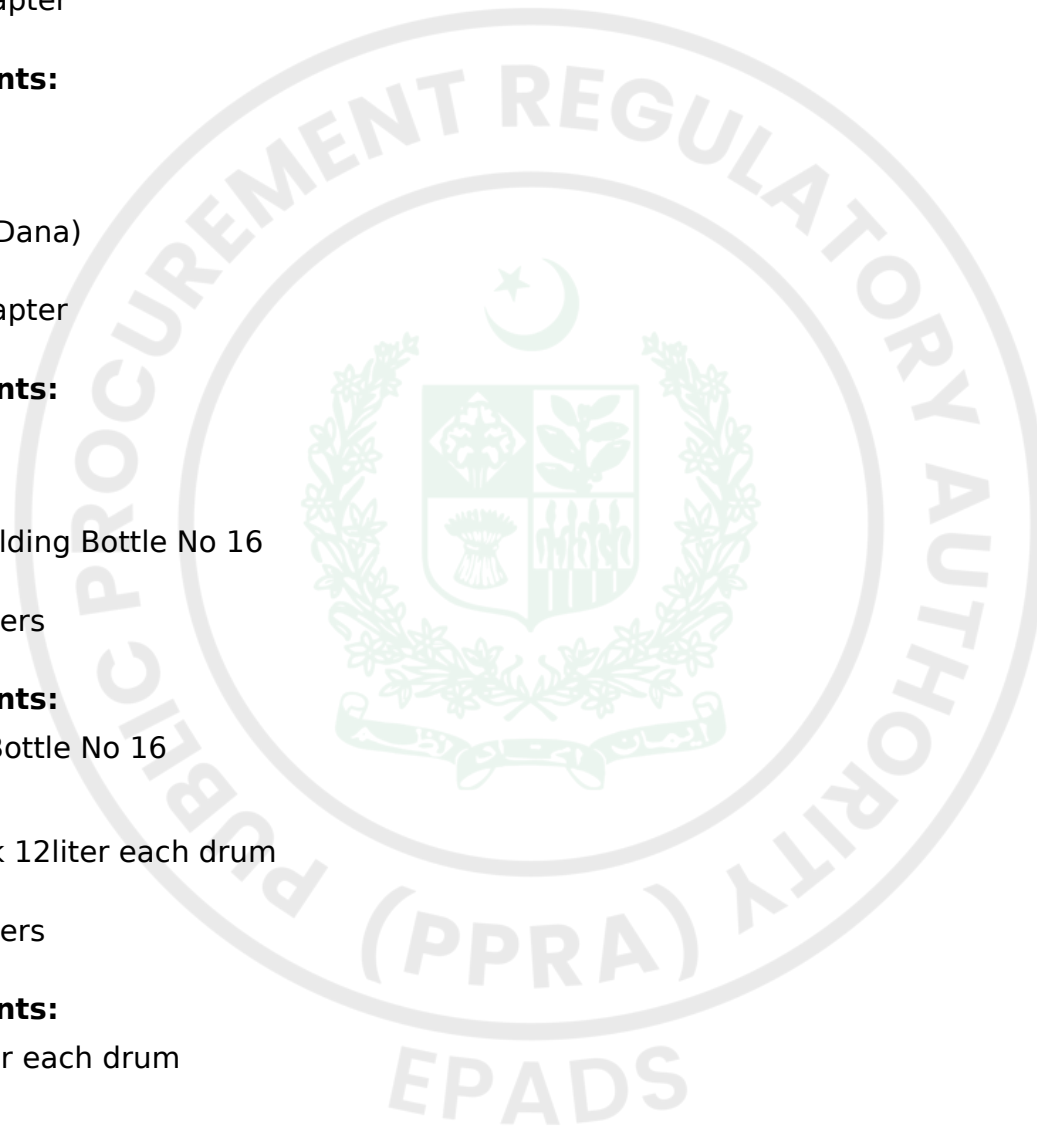 apter
nts:
Dana)
apter
nts:
lding Bottle No 16
ers
nts:
Bottle No 16
12liter each drum
ers
nts:
r each drum
PUBLIC PROCUREMENT REGULATORY AUTHORITY
(PPRA)
EPADS